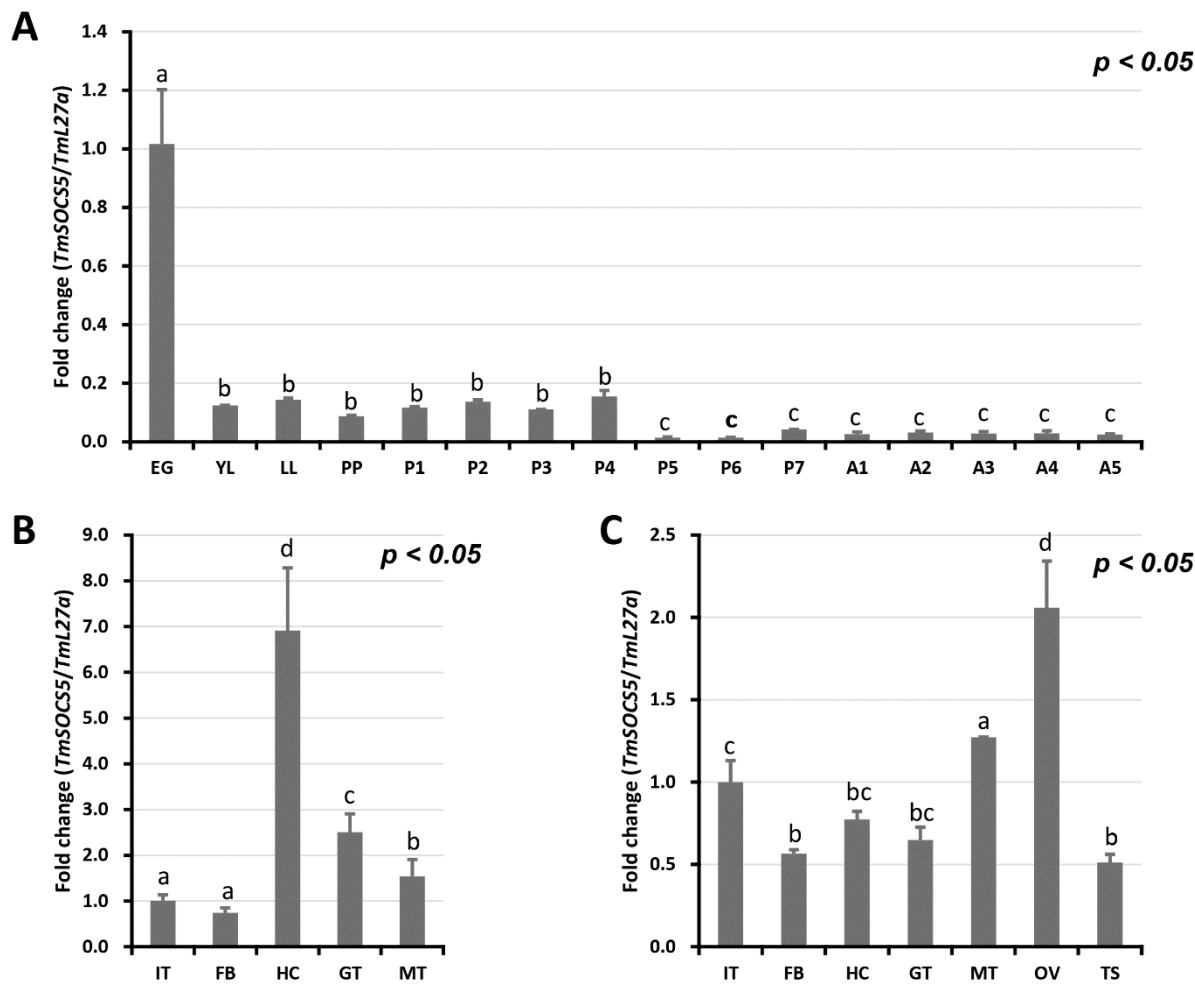 A
p < 0.05
Fold change (TmSOCS5/TmL27a)
1.4
1.2
1.0
0.8
0.6
0.4
0.2
0.0
a b b b b b b b c c c c c c c c
EG YL LL PP P1 P2 P3 P4 P5 P6 P7 A1 A2 A3 A4 A5
B
p < 0.05
Fold change (TmSOCS5/TmL27a)
9.0
8.0
7.0
6.0
5.0
4.0
3.0
2.0
1.0
0.0
a a d c b
IT FB HC GT MT
C
p < 0.05
Fold change (TmSOCS5/TmL27a)
2.5
2.0
1.5
1.0
0.5
0.0
c b bc bc a d b
IT FB HC GT MT OV TS